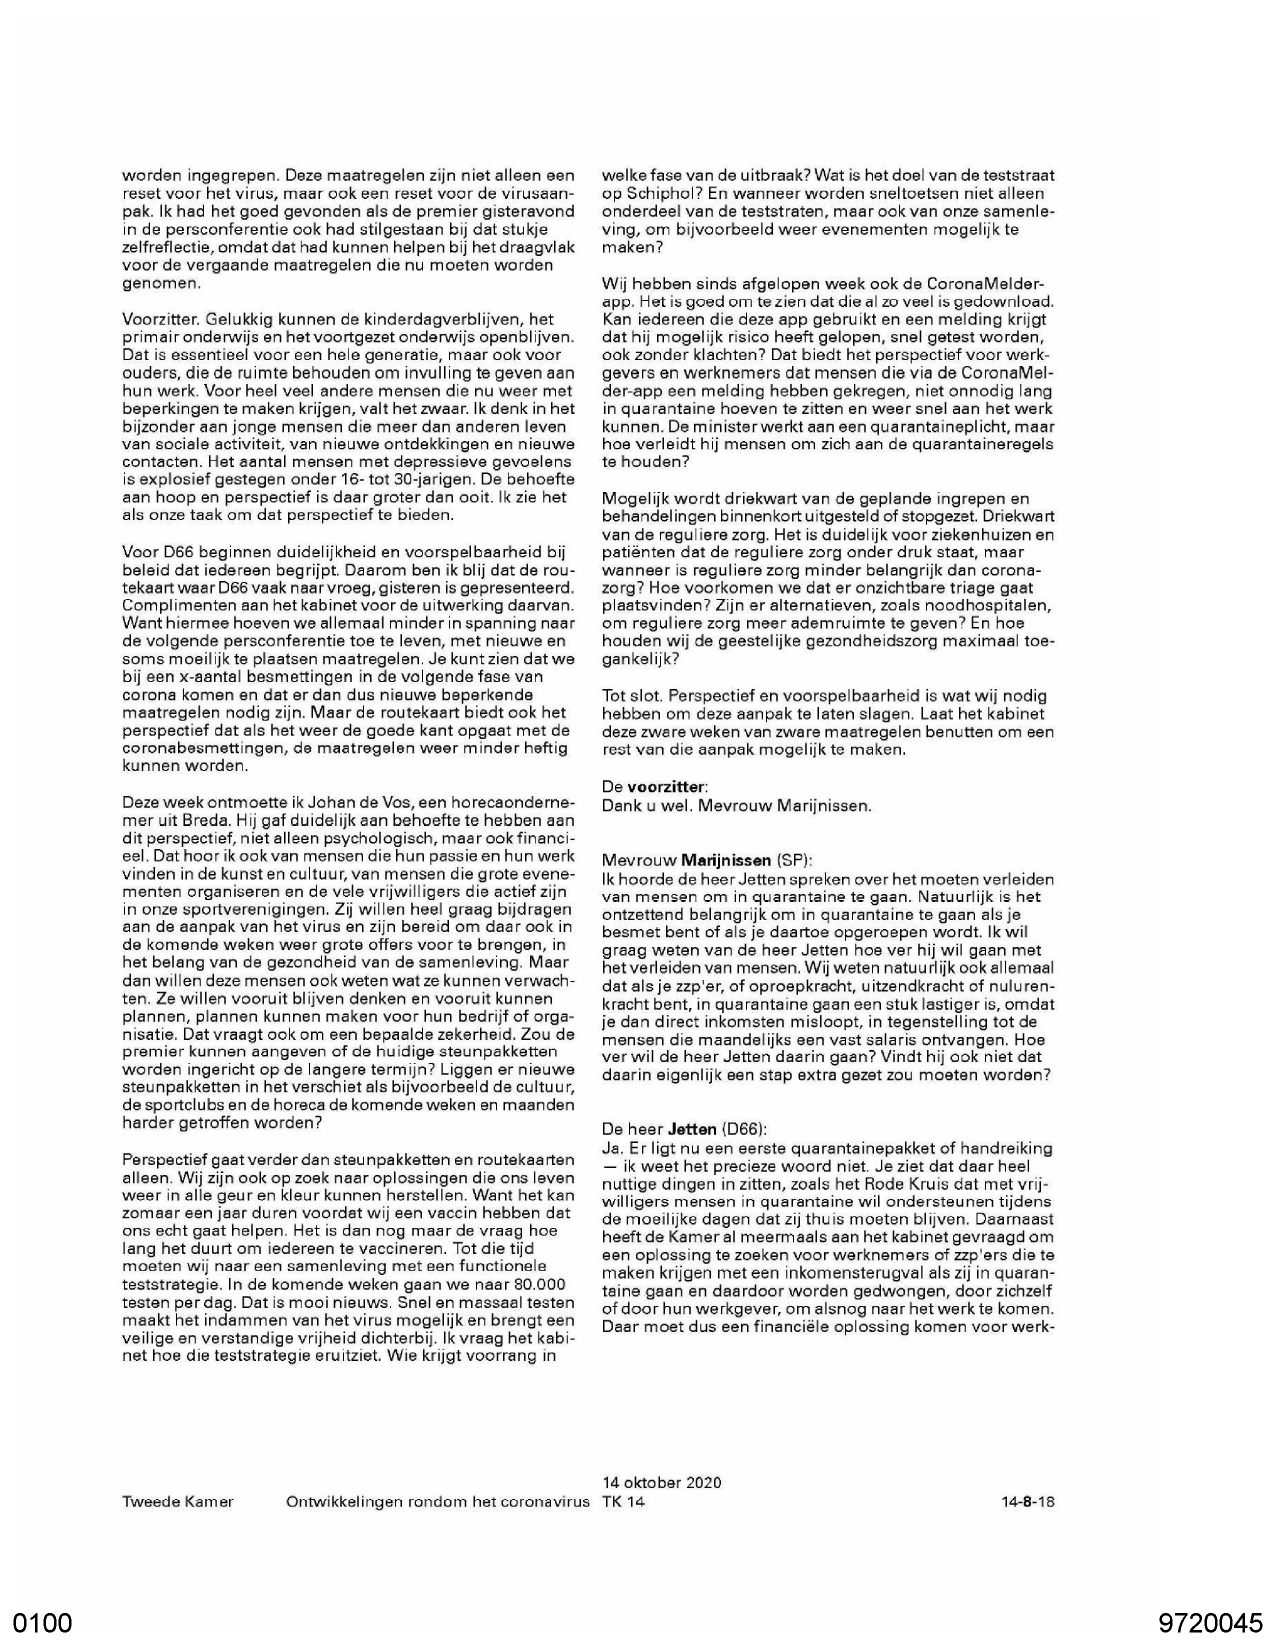 worden ingegrepen. Deze maatregelen zijn niet alleen een
reset voor het virus, maar ook een reset voor de virusaan-
pak. Ik had het goed gevonden als de premier gisteravond
in de persconferentie ook had stilgestaan bij dat stukje
zelfreflectie, omdat dat had kunnen helpen bij het draagvlak
voor de vergaande maatregelen die nu moeten worden
genomen.

Voorzitter. Gelukkig kunnen de kinderdagverblijven, het
primair onderwijs en het voortgezet onderwijs openblijven.
Dat is essentieel voor een hele generatie, maar ook voor
ouders, die de ruimte behouden om invulling te geven aan
hun werk. Voor heel veel andere mensen die nu weer met
beperkingen te maken krijgen, valt het zwaar. Ik denk in het
bijzonder aan jonge mensen die meer dan anderen leven
van sociale activiteit, van nieuwe ontdekkingen en nieuwe
contacten. Het aantal mensen met depressieve gevoelens
is explosief gestegen onder 16- tot 30-jarigen. De behoefte
aan hoop en perspectief is daar groter dan ooit. Ik zie het
als onze taak om dat perspectief te bieden.

Voor D66 beginnen duidelijkheid en voorspelbaarheid bij
beleid dat iedereen begrijpt. Daarom ben ik blij dat de rou-
tekaart waar D66 vaak naar vroeg, gisteren is gepresenteerd.
Complimenten aan het kabinet voor de uitwerking daarvan.
Want hiermee hoeven we allemaal minder in spanning naar
de volgende persconferentie toe te leven, met nieuwe en
soms moeilijk te plaatsen maatregelen. Je kunt zien dat we
bij een x-aantal besmettingen in de volgende fase van
corona komen en dat er dan dus nieuwe beperkende
maatregelen nodig zijn. Maar de routekaart biedt ook het
perspectief dat als het weer de goede kant opgaat met de
coronabesmettingen, de maatregelen weer minder heftig
kunnen worden.

Deze week ontmoette ik Johan de Vos, een horecaonderne-
mer uit Breda. Hij gaf duidelijk aan behoefte te hebben aan
dit perspectief, niet alleen psychologisch, maar ook financi-
eel. Dat hoor ik ook van mensen die hun passie en hun werk
vinden in de kunst en cultuur, van mensen die grote evene-
menten organiseren en de vele vrijwilligers die actief zijn
in onze sportverenigingen. Zij willen heel graag bijdragen
aan de aanpak van het virus en zijn bereid om daar ook in
de komende weken weer grote offers voor te brengen, in
het belang van de gezondheid van de samenleving. Maar
dan willen deze mensen ook weten wat ze kunnen verwach-
ten. Ze willen vooruit blijven denken en vooruit kunnen
plannen, plannen kunnen maken voor hun bedrijf of orga-
nisatie. Dat vraagt ook om een bepaalde zekerheid. Zou de
premier kunnen aangeven of de huidige steunpakketten
worden ingericht op de langere termijn? Liggen er nieuwe
steunpakketten in het verschiet als bijvoorbeeld de cultuur,
de sportclubs en de horeca de komende weken en maanden
harder getroffen worden?

Perspectief gaat verder dan steunpakketten en routekaarten
alleen. Wij zijn ook op zoek naar oplossingen die ons leven
weer in alle geur en kleur kunnen herstellen. Want het kan
zomaar een jaar duren voordat wij een vaccin hebben dat
ons echt gaat helpen. Het is dan nog maar de vraag hoe
lang het duurt om iedereen te vaccineren. Tot die tijd
moeten wij naar een samenleving met een functionele
teststrategie. In de komende weken gaan we naar 80.000
testen per dag. Dat is mooi nieuws. Snel en massaal testen
maakt het indammen van het virus mogelijk en brengt een
veilige en verstandige vrijheid dichterbij. Ik vraag het kabi-
net hoe die teststrategie eruitziet. Wie krijgt voorrang in

welke fase van de uitbraak? Wat is het doel van de teststraat
op Schiphol? En wanneer worden sneltoetsen niet alleen
onderdeel van de teststraten, maar ook van onze samenle-
ving, om bijvoorbeeld weer evenementen mogelijk te
maken?

Wij hebben sinds afgelopen week ook de CoronaMelder-
app. Het is goed om te zien dat die al zo veel is gedownload.
Kan iedereen die deze app gebruikt en een melding krijgt
dat hij mogelijk risico heeft gelopen, snel getest worden,
ook zonder klachten? Dat biedt het perspectief voor werk-
gevers en werknemers dat mensen die via de CoronaMel-
der-app een melding hebben gekregen, niet onnodig lang
in quarantaine hoeven te zitten en weer snel aan het werk
kunnen. De minister werkt aan een quarantaineplicht, maar
hoe verleidt hij mensen om zich aan de quarantaineregels
te houden?

Mogelijk wordt driekwart van de geplande ingrepen en
behandelingen binnenkort uitgesteld of stopgezet. Driekwart
van de reguliere zorg. Het is duidelijk voor ziekenhuizen en
patiënten dat de reguliere zorg onder druk staat, maar
wanneer is reguliere zorg minder belangrijk dan corona-
zorg? Hoe voorkomen we dat er onzichtbare triage gaat
plaatsvinden? Zijn er alternatieven, zoals noodhospitalen,
om reguliere zorg meer ademruimte te geven? En hoe
houden wij de geestelijke gezondheidszorg maximaal toe-
gankelijk?

Tot slot. Perspectief en voorspelbaarheid is wat wij nodig
hebben om deze aanpak te laten slagen. Laat het kabinet
deze zware weken van zware maatregelen benutten om een
rest van die aanpak mogelijk te maken.

De voorzitter:
Dank u wel. Mevrouw Marijnissen.

Mevrouw Marijnissen (SP):
Ik hoorde de heer Jetten spreken over het moeten verleiden
van mensen om in quarantaine te gaan. Natuurlijk is het
ontzettend belangrijk om in quarantaine te gaan als je
besmet bent of als je daartoe opgeroepen wordt. Ik wil
graag weten van de heer Jetten hoe ver hij wil gaan met
het verleiden van mensen. Wij weten natuurlijk ook allemaal
dat als je zzp'er, of oproepkracht, uitzendkracht of nuluren-
kracht bent, in quarantaine gaan een stuk lastiger is, omdat
je dan direct inkomsten misloopt, in tegenstelling tot de
mensen die maandelijks een vast salaris ontvangen. Hoe
ver wil de heer Jetten daarin gaan? Vindt hij ook niet dat
daarin eigenlijk een stap extra gezet zou moeten worden?

De heer Jetten (D66):
Ja. Er ligt nu een eerste quarantainepakket of handreiking
— ik weet het precieze woord niet. Je ziet dat daar heel
nuttige dingen in zitten, zoals het Rode Kruis dat met vrij-
willigers mensen in quarantaine wil ondersteunen tijdens
de moeilijke dagen dat zij thuis moeten blijven. Daarnaast
heeft de Kamer al meermaals aan het kabinet gevraagd om
een oplossing te zoeken voor werknemers of zzp'ers die te
maken krijgen met een inkomensterugval als zij in quaran-
taine gaan en daardoor worden gedwongen, door zichzelf
of door hun werkgever, om alsnog naar het werk te komen.
Daar moet dus een financiële oplossing komen voor werk-

14 oktober 2020
Tweede Kamer Ontwikkelingen rondom het coronavirus TK 14 14-8-18
0100 9720045